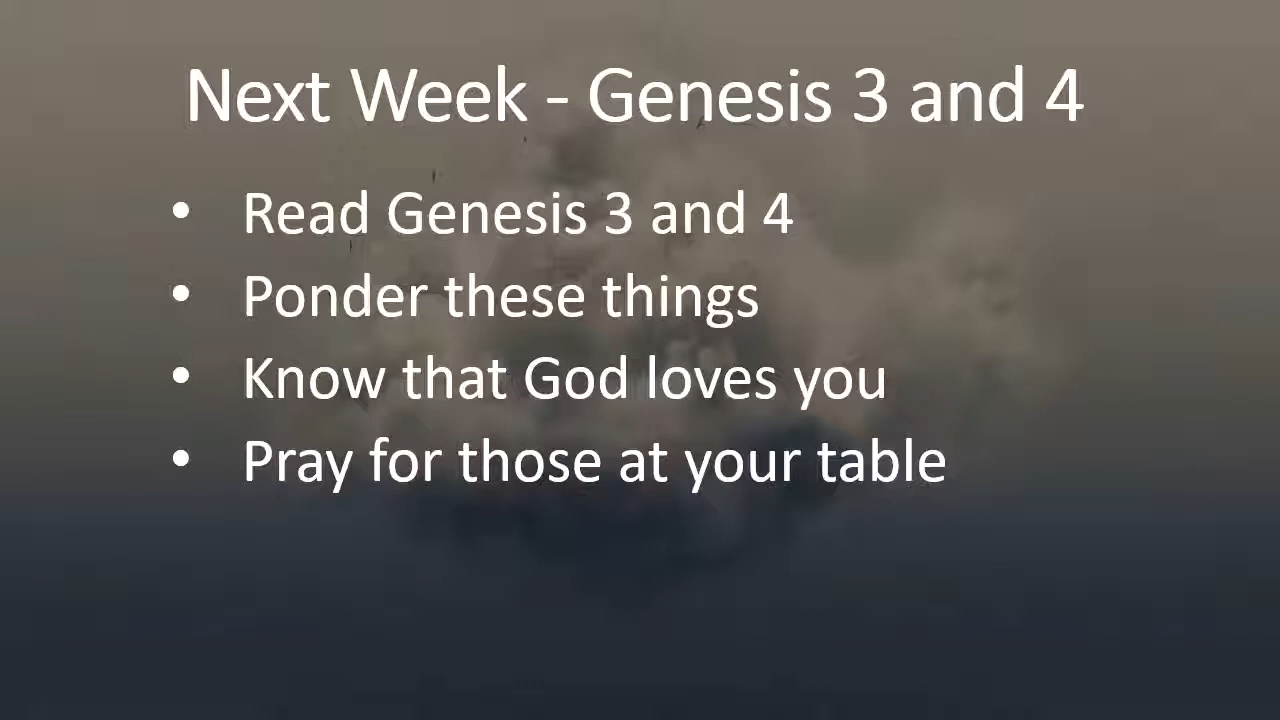 Next Week - Genesis 3 and 4
• Read Genesis 3 and 4
• Ponder these things
• Know that God loves you
• Pray for those at your table